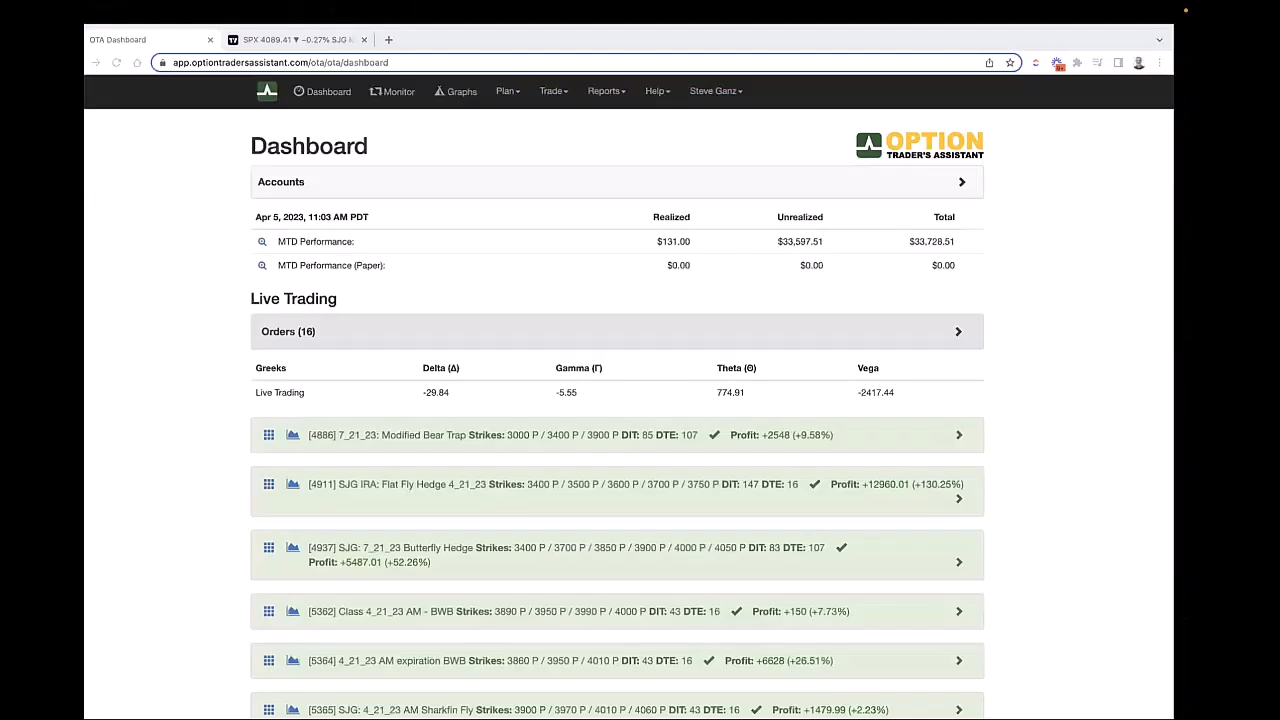 OTA Dashboard
SPX 4089.41 ▼ −0.27% SJG
app.optiontradersassistant.com/ota/ota/dashboard
Dashboard Monitor Graphs Plan Trade Reports Help Steve Ganz
Dashboard
OPTION
TRADER'S ASSISTANT
Accounts
Apr 5, 2023, 11:03 AM PDT Realized Unrealized Total
MTD Performance: $131.00 $33,597.51 $33,728.51
MTD Performance (Paper): $0.00 $0.00 $0.00
Live Trading
Orders (16)
Greeks Delta (Δ) Gamma (Γ) Theta (Θ) Vega
Live Trading -29.84 -5.55 774.91 -2417.44
[4886] 7_21_23: Modified Bear Trap Strikes: 3000 P / 3400 P / 3900 P DIT: 85 DTE: 107 Profit: +2548 (+9.58%)
[4911] SJG IRA: Flat Fly Hedge 4_21_23 Strikes: 3400 P / 3500 P / 3600 P / 3700 P / 3750 P DIT: 147 DTE: 16 Profit: +12960.01 (+130.25%)
[4937] SJG: 7_21_23 Butterfly Hedge Strikes: 3400 P / 3700 P / 3850 P / 3900 P / 4000 P / 4050 P DIT: 83 DTE: 107
Profit: +5487.01 (+52.26%)
[5362] Class 4_21_23 AM - BWB Strikes: 3890 P / 3950 P / 3990 P / 4000 P DIT: 43 DTE: 16 Profit: +150 (+7.73%)
[5364] 4_21_23 AM expiration BWB Strikes: 3860 P / 3950 P / 4010 P DIT: 43 DTE: 16 Profit: +6628 (+26.51%)
[5365] SJG: 4_21_23 AM Sharkfin Fly Strikes: 3900 P / 3970 P / 4010 P / 4060 P DIT: 43 DTE: 16 Profit: +1479.99 (+2.23%)